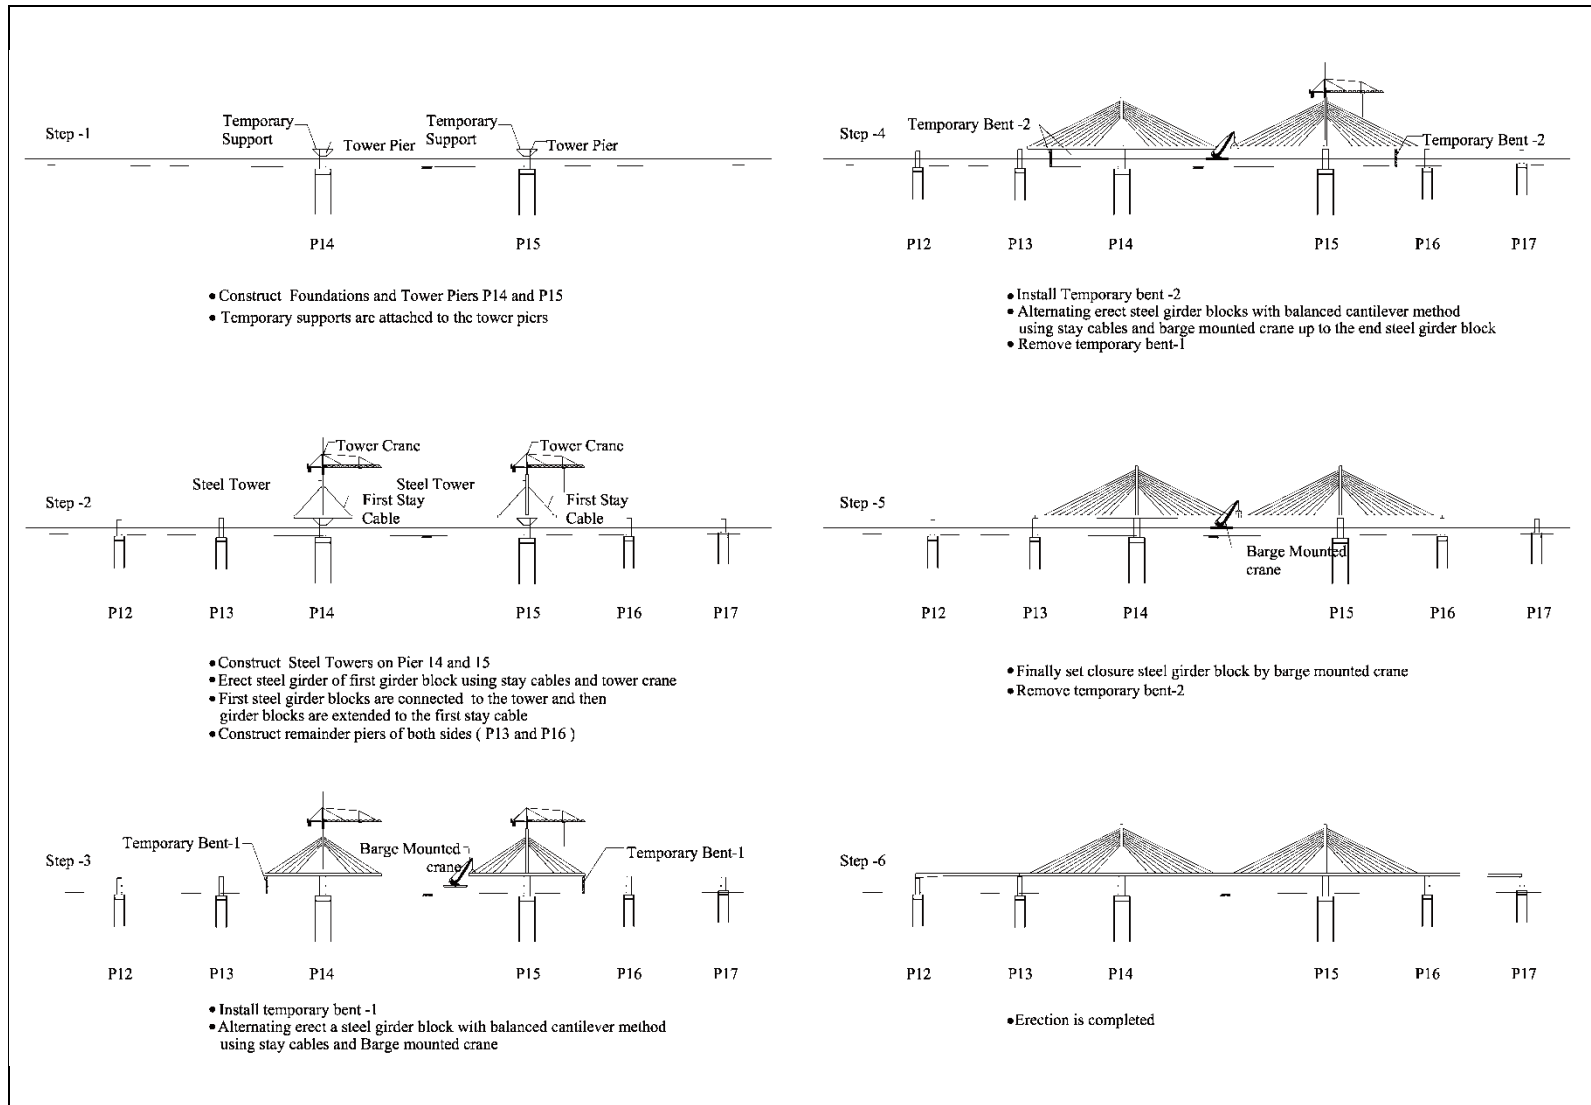 Step -1
Temporary
Support
Tower Pier
Temporary
Support
Tower Pier
P14
P15
• Construct Foundations and Tower Piers P14 and P15
• Temporary supports are attached to the tower piers
Step -2
Tower Crane
Tower Crane
Steel Tower
Steel Tower
First Stay
Cable
First Stay
Cable
P12
P13
P14
P15
P16
P17
• Construct Steel Towers on Pier 14 and 15
• Erect steel girder of first girder block using stay cables and tower crane
• First steel girder blocks are connected to the tower and then
girder blocks are extended to the first stay cable
• Construct remainder piers of both sides ( P13 and P16 )
Step -3
Temporary Bent-1
Barge Mounted
crane
Temporary Bent-1
P12
P13
P14
P15
P16
P17
• Install temporary bent -1
• Alternating erect a steel girder block with balanced cantilever method
using stay cables and Barge mounted crane
Step -4
Temporary Bent -2
Temporary Bent -2
P12
P13
P14
P15
P16
P17
• Install Temporary bent -2
• Alternating erect steel girder blocks with balanced cantilever method
using stay cables and barge mounted crane up to the end steel girder block
• Remove temporary bent-1
Step -5
Barge Mounted
crane
P12
P13
P14
P15
P16
P17
• Finally set closure steel girder block by barge mounted crane
• Remove temporary bent-2
Step -6
P12
P13
P14
P15
P16
P17
• Erection is completed